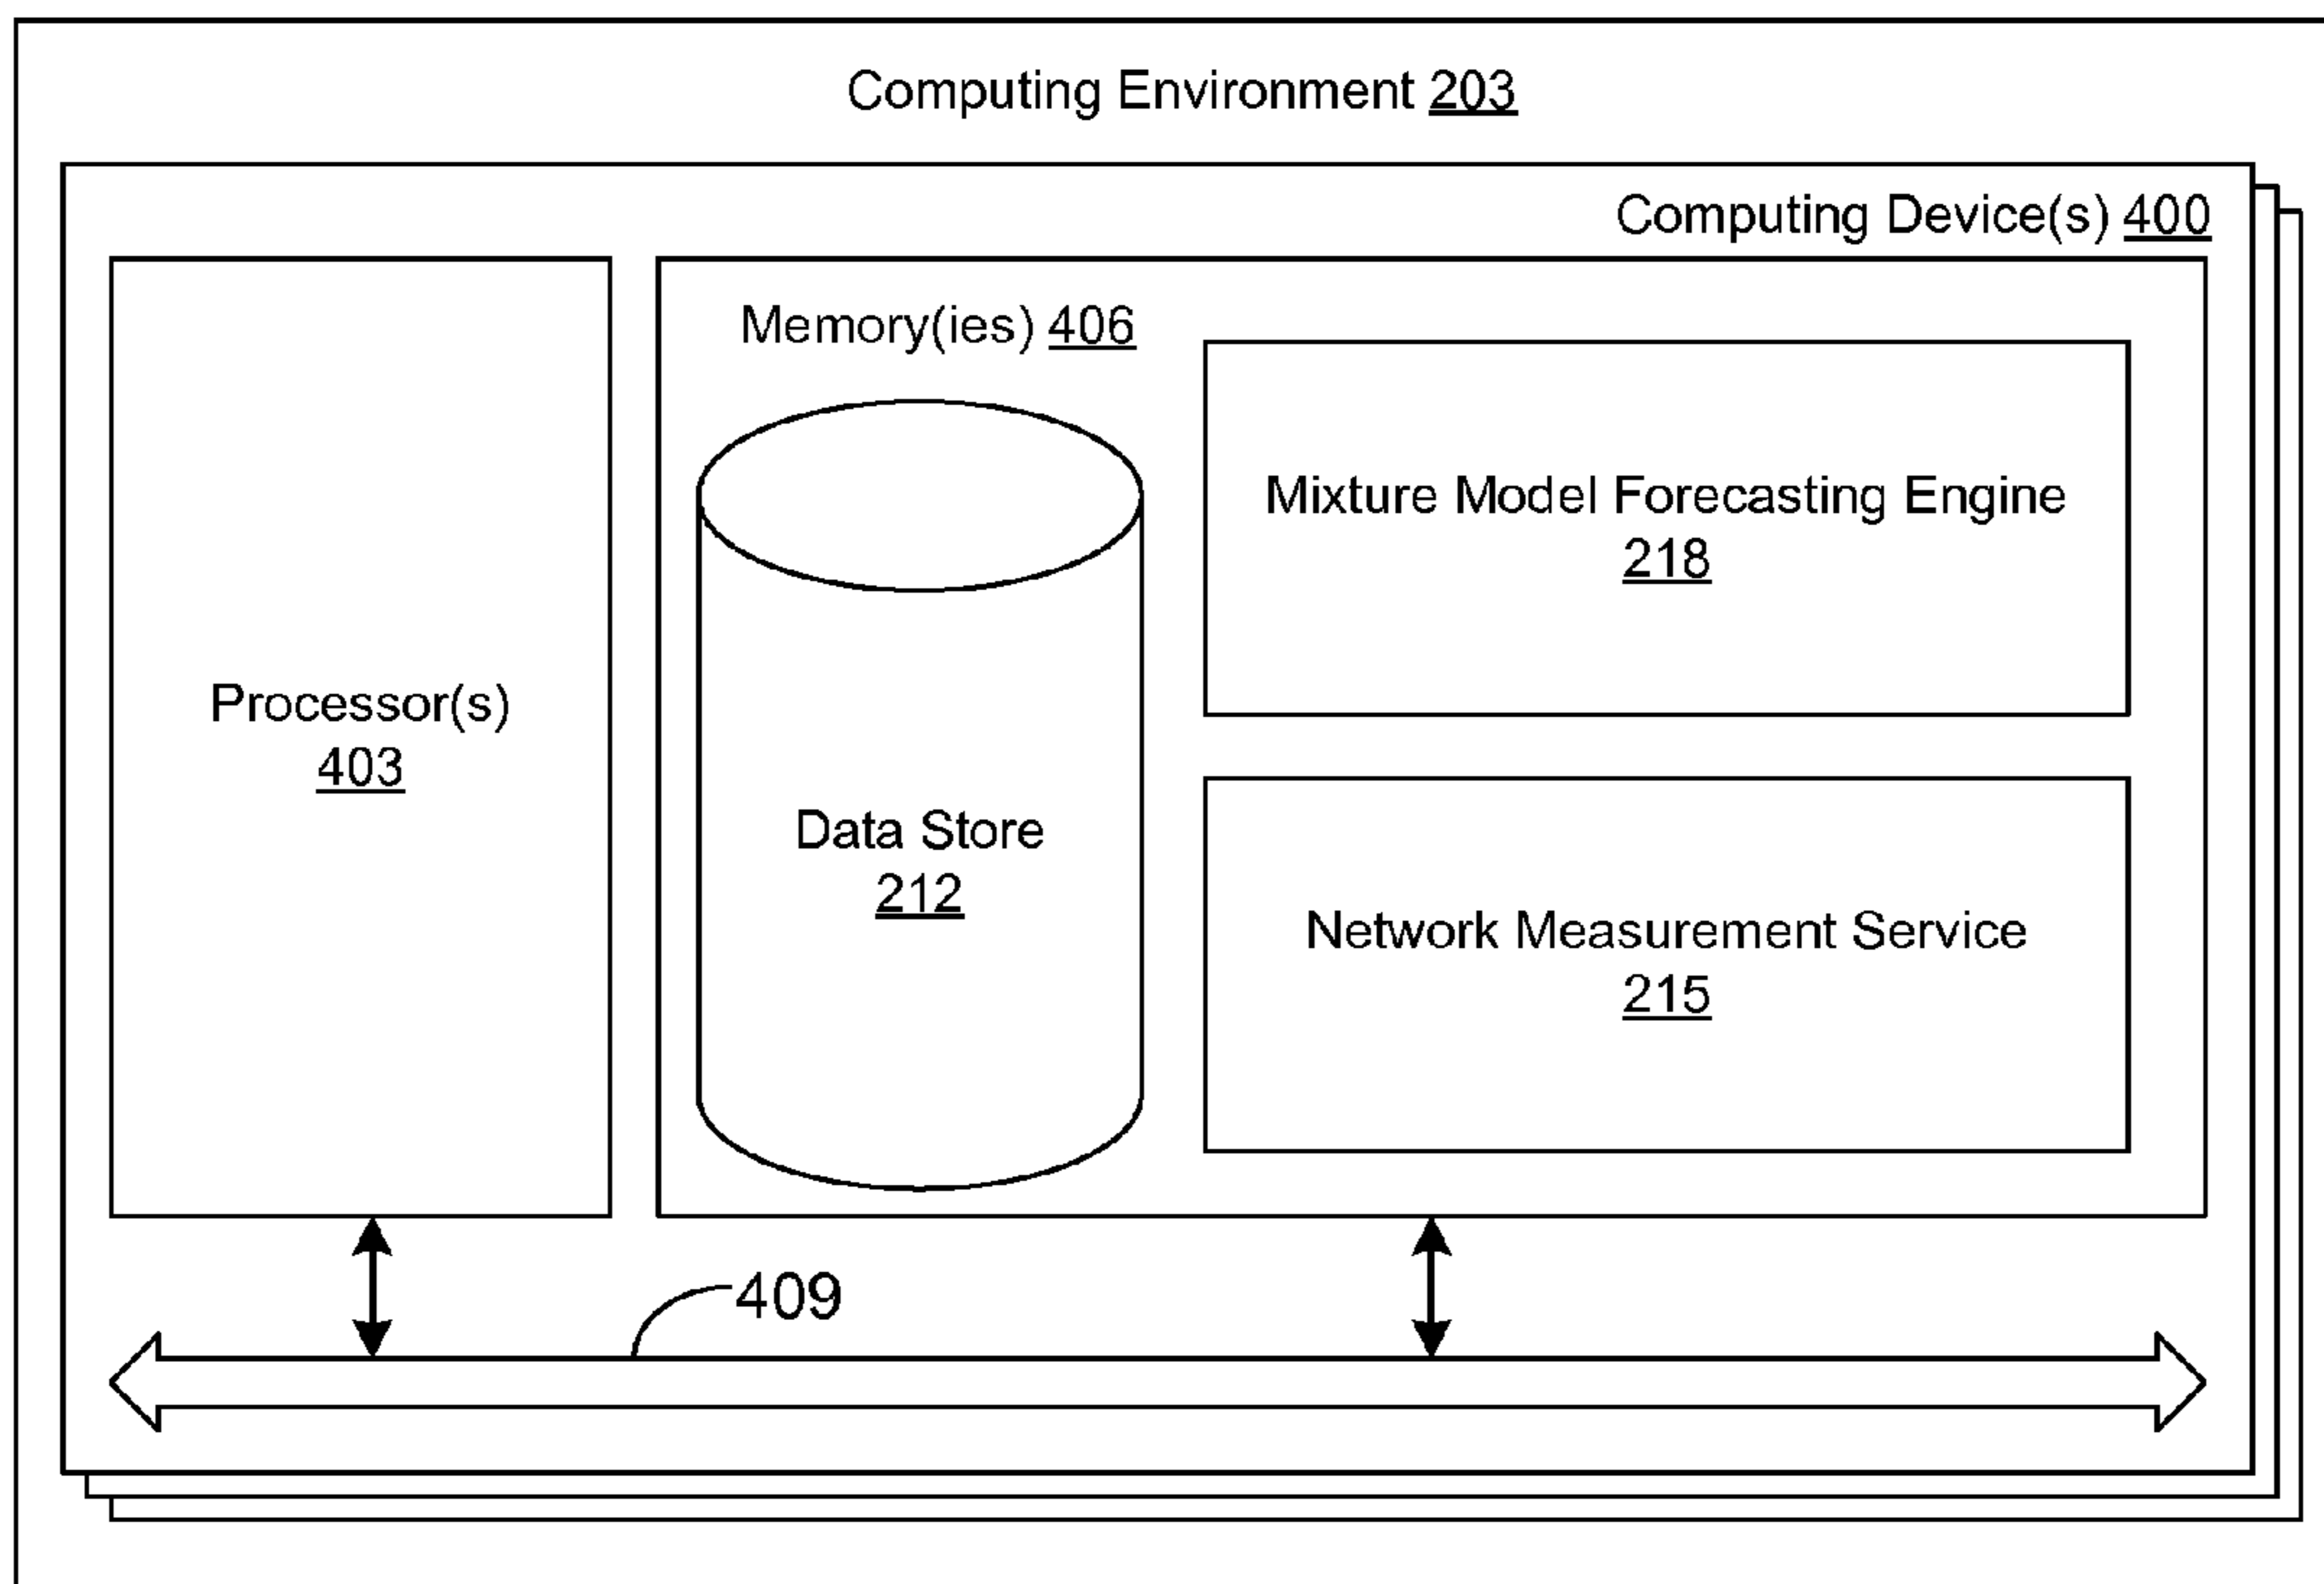 Computing Environment 203
Computing Device(s) 400
Memory(ies) 406
Mixture Model Forecasting Engine
218
Processor(s)
403
Data Store
212
Network Measurement Service
215
409